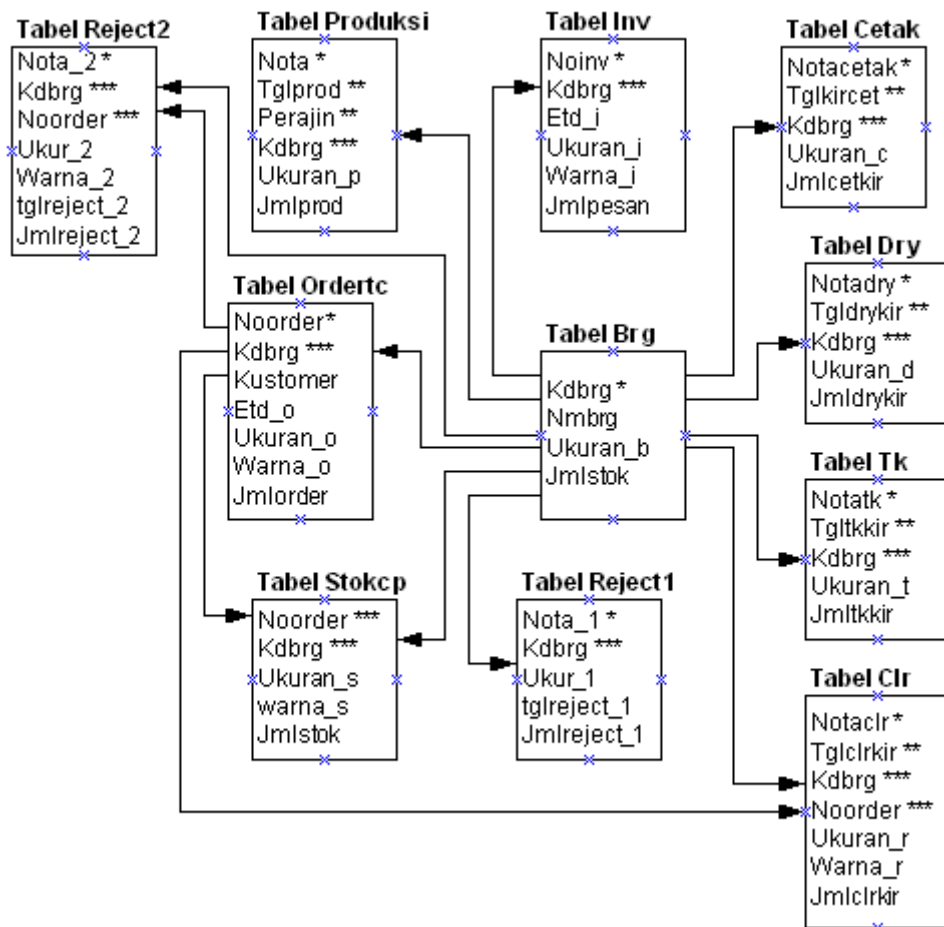 Tabel Reject2
Nota_2 *
Kdbrg ***
Noorder ***
Ukur_2
Warna_2
tglreject_2
Jmlreject_2
Tabel Produksi
Nota *
Tglprod **
Perajin **
Kdbrg ***
Ukuran_p
Jmlprod
Tabel Inv
Noinv *
Kdbrg ***
Etd_i
Ukuran_i
Warna_i
Jmlpesan
Tabel Cetak
Notacetak *
Tglkircet **
Kdbrg ***
Ukuran_c
Jmlcetkir
Tabel Ordertc
Noorder *
Kdbrg ***
Kustomer
Etd_o
Ukuran_o
Warna_o
Jmlorder
Tabel Brg
Kdbrg *
Nmbrg
Ukuran_b
Jmlstok
Tabel Dry
Notadry *
Tgldrykir **
Kdbrg ***
Ukuran_d
Jmldrykir
Tabel Tk
Notatk *
Tgltkkir **
Kdbrg ***
Ukuran_t
Jmltkkir
Tabel Stokcp
Noorder ***
Kdbrg ***
Ukuran_s
warna_s
Jmlstok
Tabel Reject1
Nota_1 *
Kdbrg ***
Ukur_1
tglreject_1
Jmlreject_1
Tabel Clr
Notaclr *
Tglclrkir **
Kdbrg ***
Noorder ***
Ukuran_r
Warna_r
Jmlclrkir